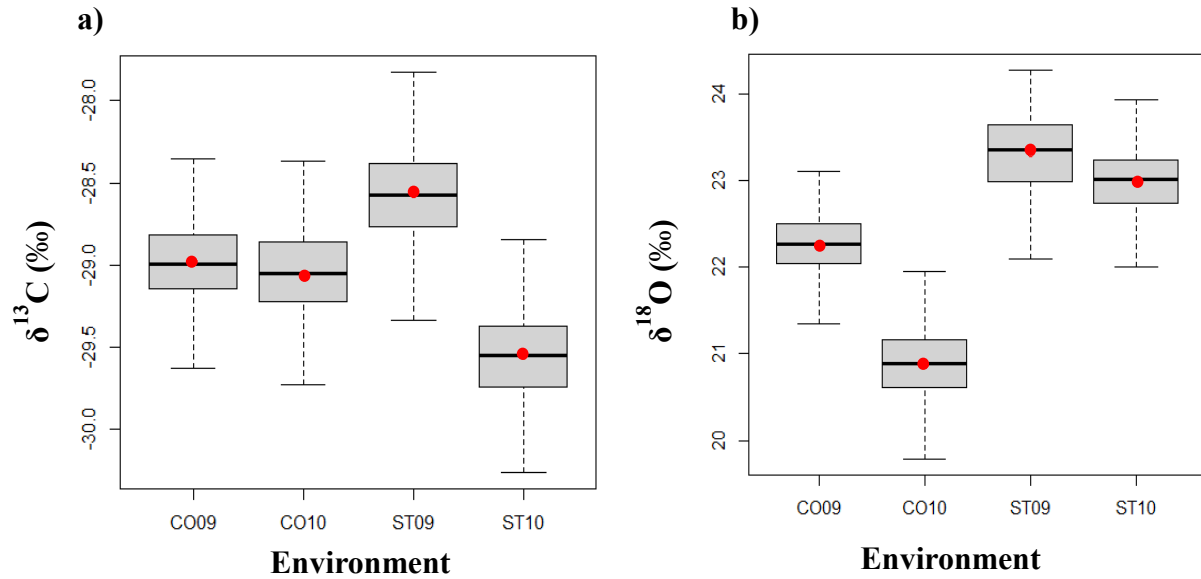 a)
δ¹³C (‰)
-28.0
-28.5
-29.0
-29.5
-30.0
CO09 CO10 ST09 ST10
Environment
b)
δ¹⁸O (‰)
24
23
22
21
20
CO09 CO10 ST09 ST10
Environment